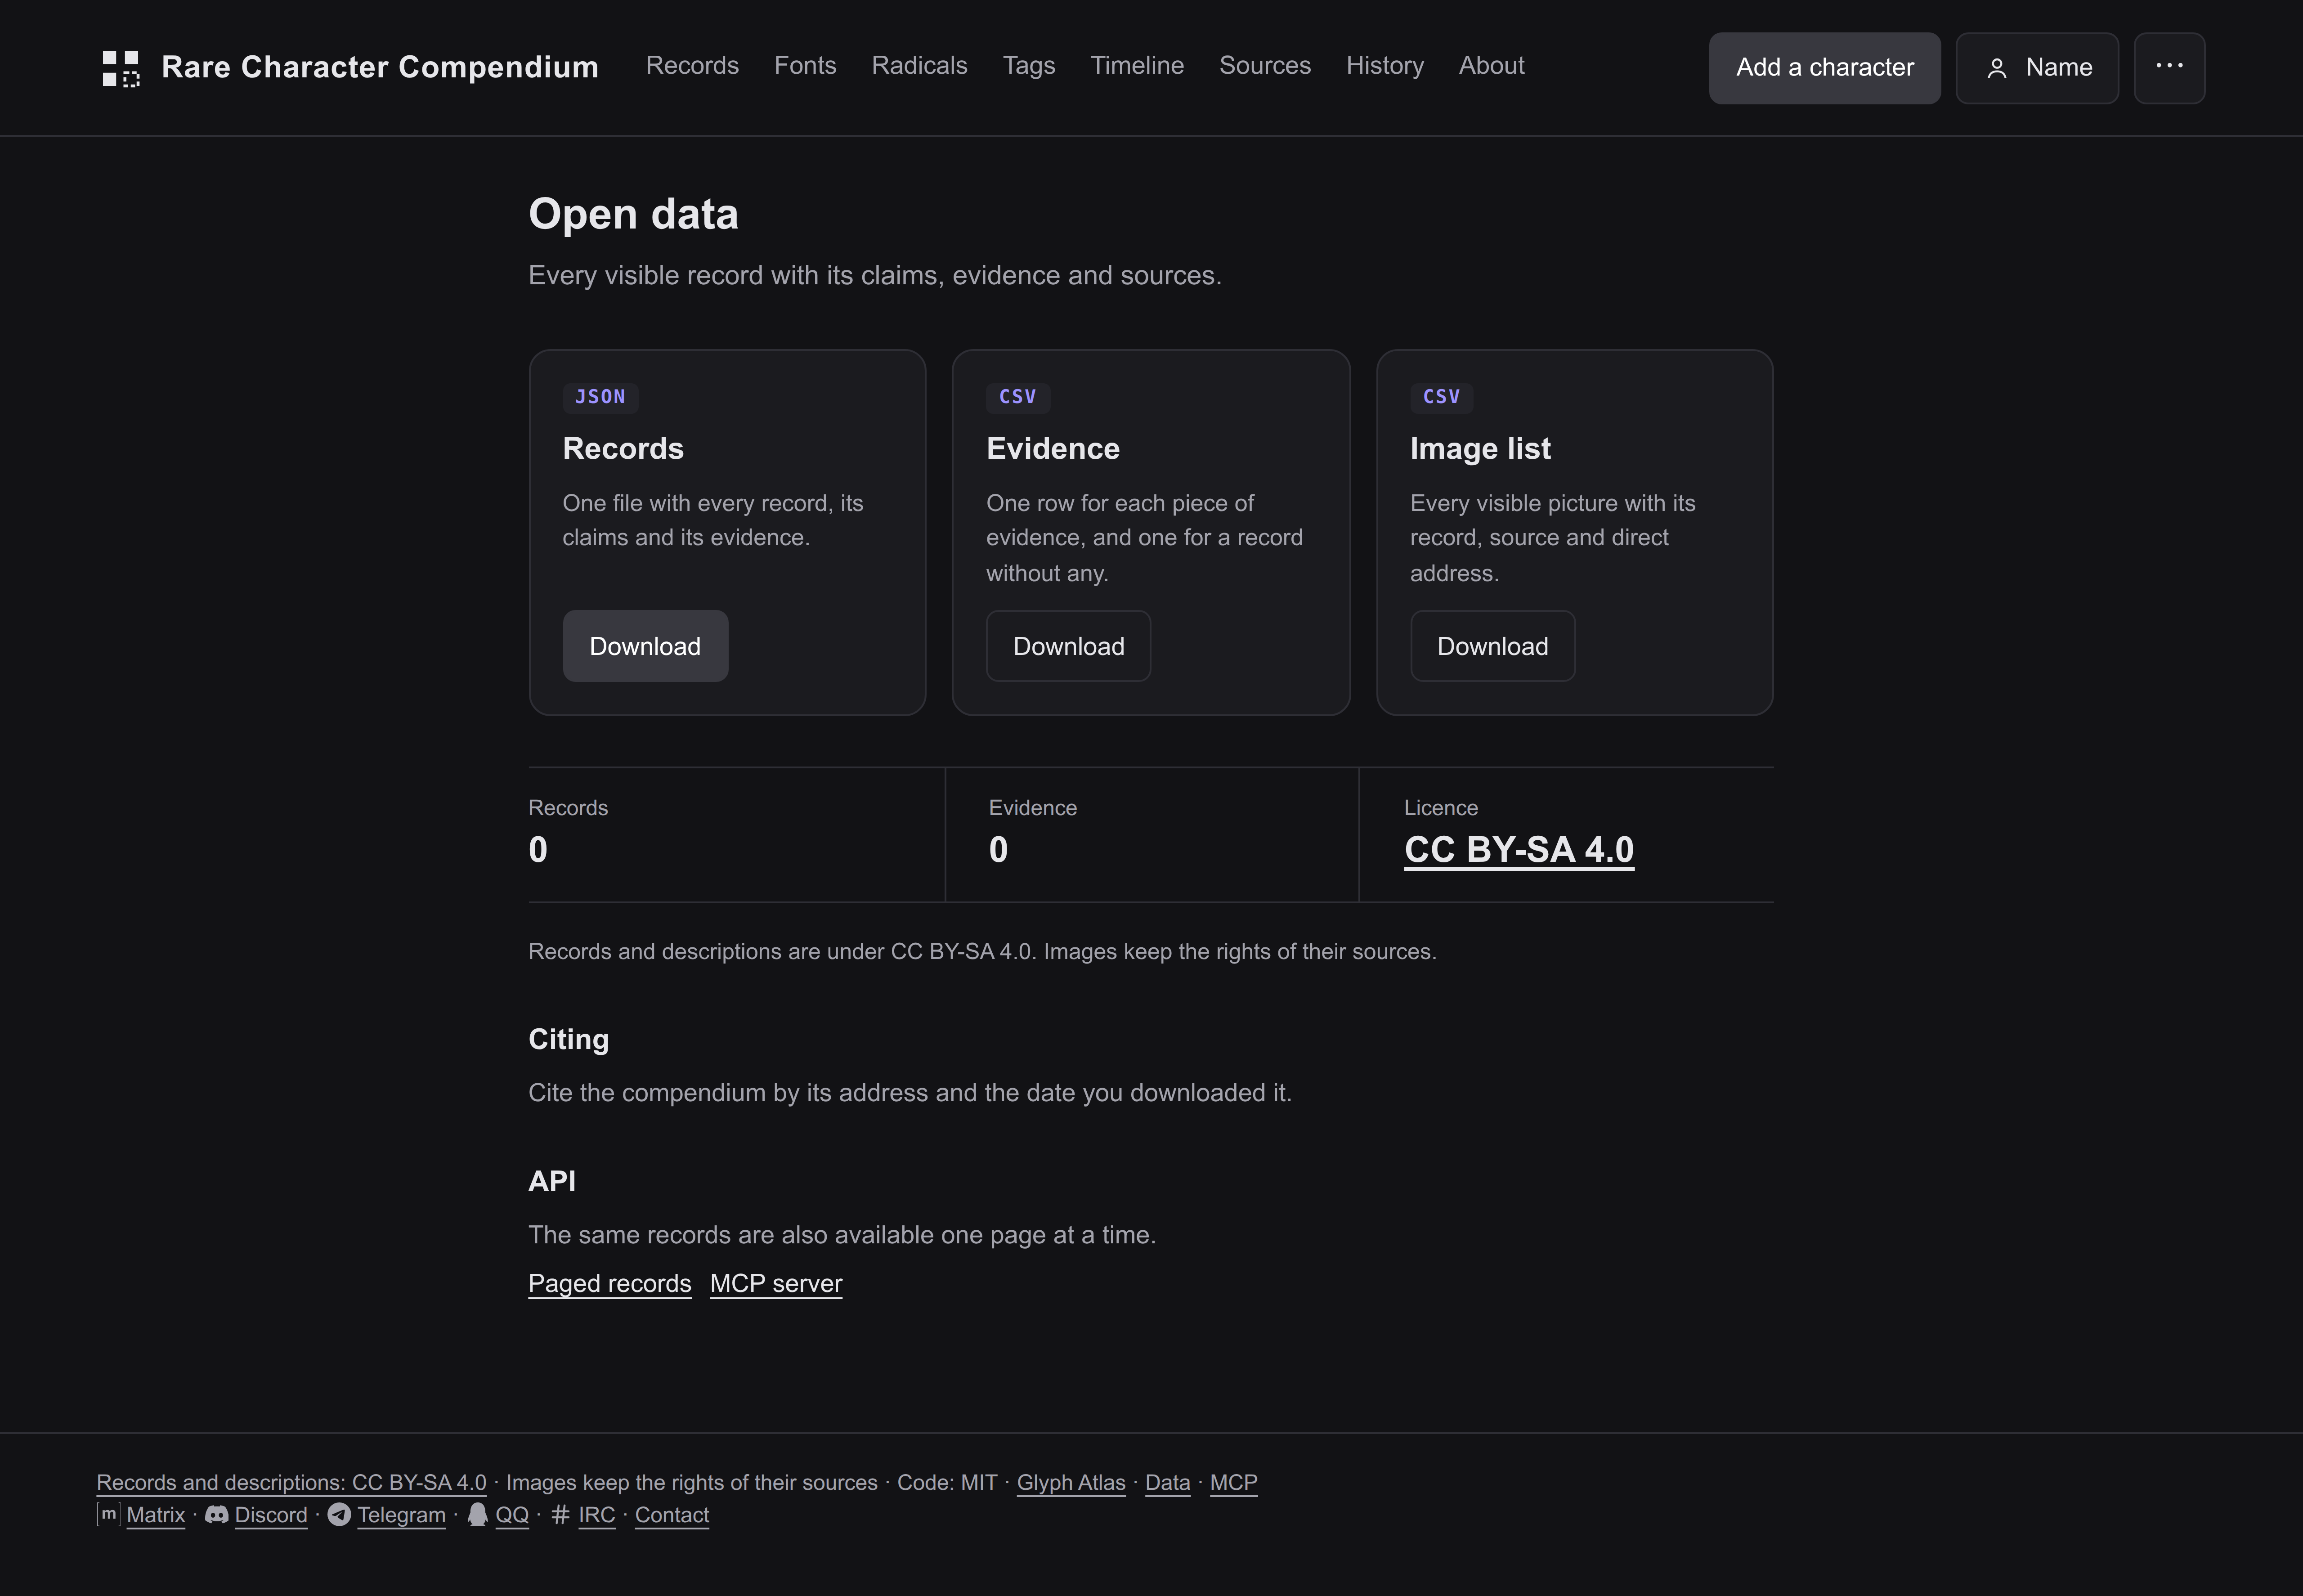 Rare Character Compendium Records Fonts Radicals Tags Timeline Sources History About Add a character Name ...
Open data
Every visible record with its claims, evidence and sources.
JSON
Records
One file with every record, its
claims and its evidence.
Download
CSV
Evidence
One row for each piece of
evidence, and one for a record
without any.
Download
CSV
Image list
Every visible picture with its
record, source and direct
address.
Download
Records
0
Evidence
0
Licence
CC BY-SA 4.0
Records and descriptions are under CC BY-SA 4.0. Images keep the rights of their sources.
Citing
Cite the compendium by its address and the date you downloaded it.
API
The same records are also available one page at a time.
Paged records MCP server
Records and descriptions: CC BY-SA 4.0 · Images keep the rights of their sources · Code: MIT · Glyph Atlas · Data · MCP
[m] Matrix · Discord · Telegram · QQ · # IRC · Contact